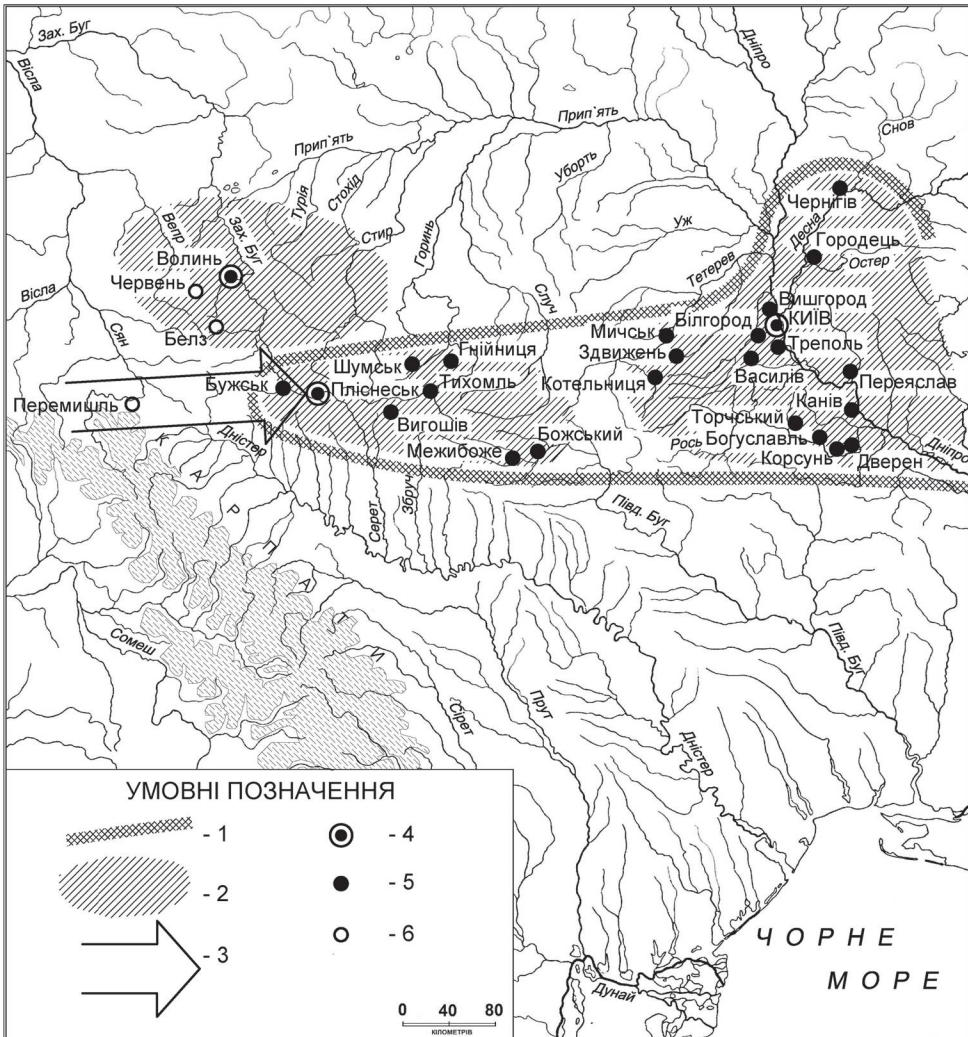 Зах. Буг
Вісла
Дніпро
Снов
Прип`ять
Прип`ять
Уборть
Турія
Стохід
Чернігів
Десна
Вепр
Зах. Буг
Стир
Горинь
Уж
Городець
Остер
Волинь
Червень
Тетерев
Вісла
Случ
Вишгород
КИЇВ
Белз
Сян
Мичськ
Білгород
Треполь
Здвижень
Шумськ
Гнійниця
Бужськ
Пліснеськ
Тихомль
Котельниця
Василів
Переяслав
Перемишль
Канів
Вигошів
Торчський
Божський
Богуславль
Дністер
Межибоже
Рось
Корсунь
Дверен
Дніпро
КАРПАТИ
Серет
Збруч
Півд. Буг
Сомеш
Півд. Буг
Сірет
Прут
Дністер
УМОВНІ ПОЗНАЧЕННЯ
- 1
- 4
- 2
- 5
- 3
- 6
0 40 80
КІЛОМЕТРІВ
ЧОРНЕ
МОРЕ
Дунай